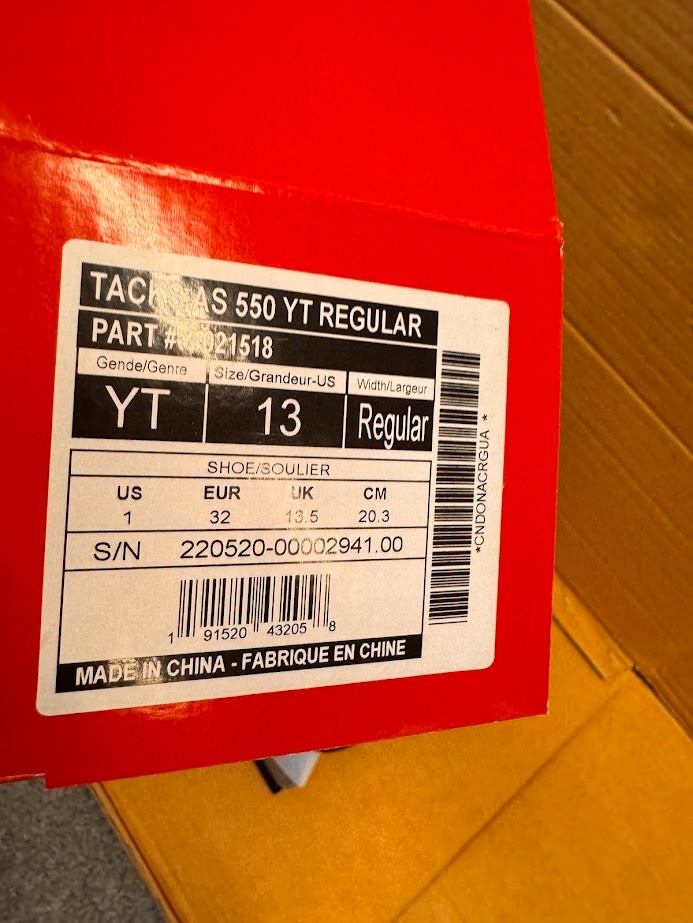 TACKS AS 550 YT REGULAR
PART # 021518
Gende/Genre Size/Grandeur-US Width/Largeur
YT 13 Regular
SHOE/SOULIER
US EUR UK CM
1 32 13.5 20.3
S/N 220520-00002941.00
1 91520 43205 8
MADE IN CHINA - FABRIQUE EN CHINE
*CNDONACRGUA *